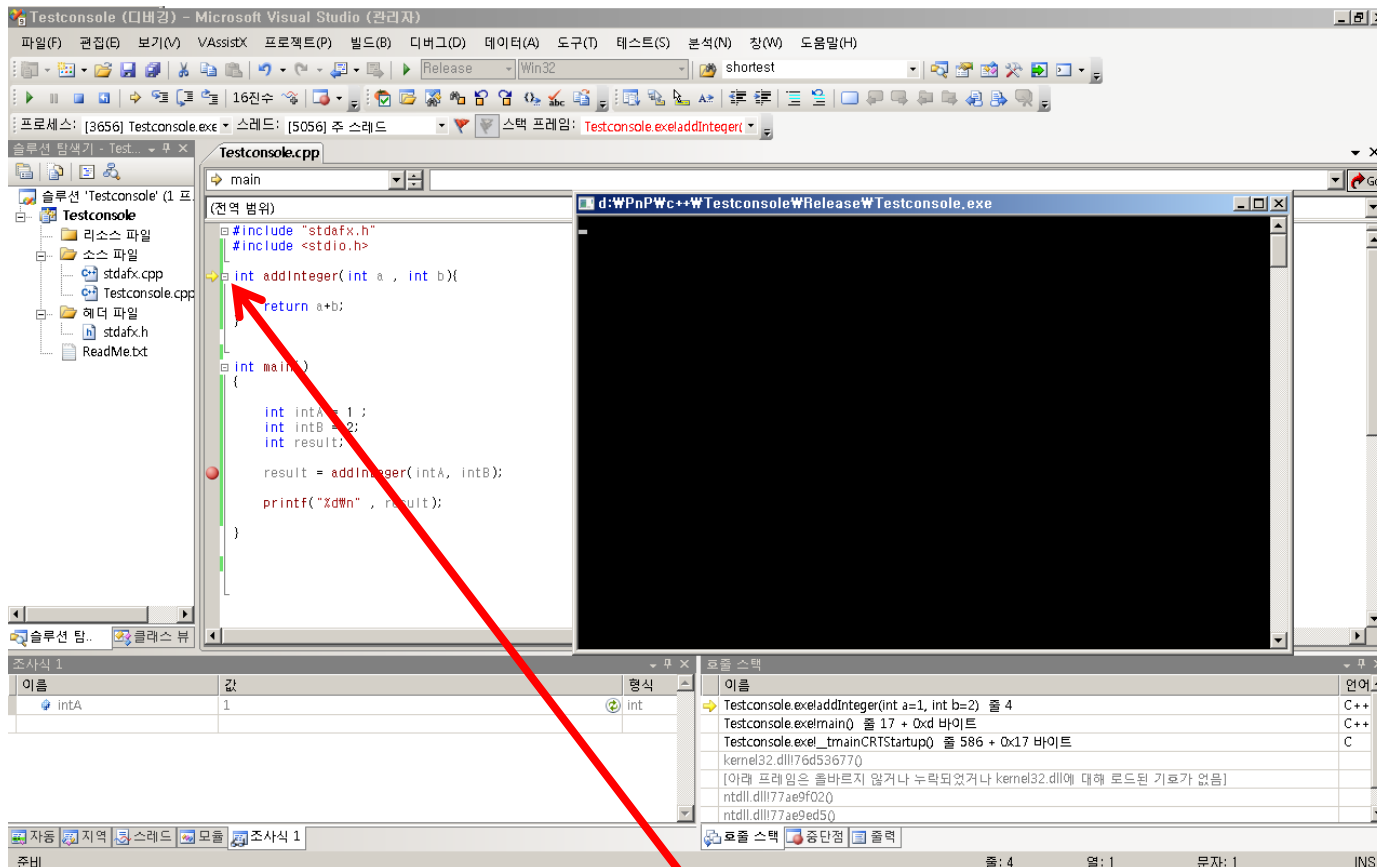 Testconsole (디버깅) - Microsoft Visual Studio (관리자)
파일(F) 편집(E) 보기(V) VAssistX 프로젝트(P) 빌드(B) 디버그(D) 데이터(A) 도구(T) 테스트(S) 분석(N) 창(W) 도움말(H)
Release Win32 shortest
16진수
프로세스: [3656] Testconsole.exe 스레드: [5056] 주 스레드 스택 프레임: Testconsole.exe!addInteger(
솔루션 탐색기 - Test...
Testconsole.cpp
main
Go
(전역 범위)
솔루션 'Testconsole' (1 프
Testconsole
리소스 파일
소스 파일
stdafx.cpp
Testconsole.cpp
헤더 파일
stdafx.h
ReadMe.txt
#include "stdafx.h"
#include <stdio.h>
int addInteger(int a , int b){
return a+b;
}
int main()
{
int intA = 1 ;
int intB = 2;
int result;
result = addInteger(intA, intB);
printf("%d₩n" , result);
}
d:₩PnP₩c++₩Testconsole₩Release₩Testconsole.exe
솔루션 탐.. 클래스 뷰
조사식 1
이름 값 형식
intA 1 int
호출 스택
이름 언어
Testconsole.exe!addInteger(int a=1, int b=2) 줄 4 C++
Testconsole.exe!main() 줄 17 + 0xd 바이트 C++
Testconsole.exe!__tmainCRTStartup() 줄 586 + 0x17 바이트 C
kernel32.dll!76d53677()
[아래 프레임은 올바르지 않거나 누락되었거나 kernel32.dll에 대해 로드된 기호가 없음]
ntdll.dll!77ae9f02()
ntdll.dll!77ae9ed5()
자동 지역 스레드 모듈 조사식 1
호출 스택 중단점 출력
준비 줄: 4 열: 1 문자: 1 INS